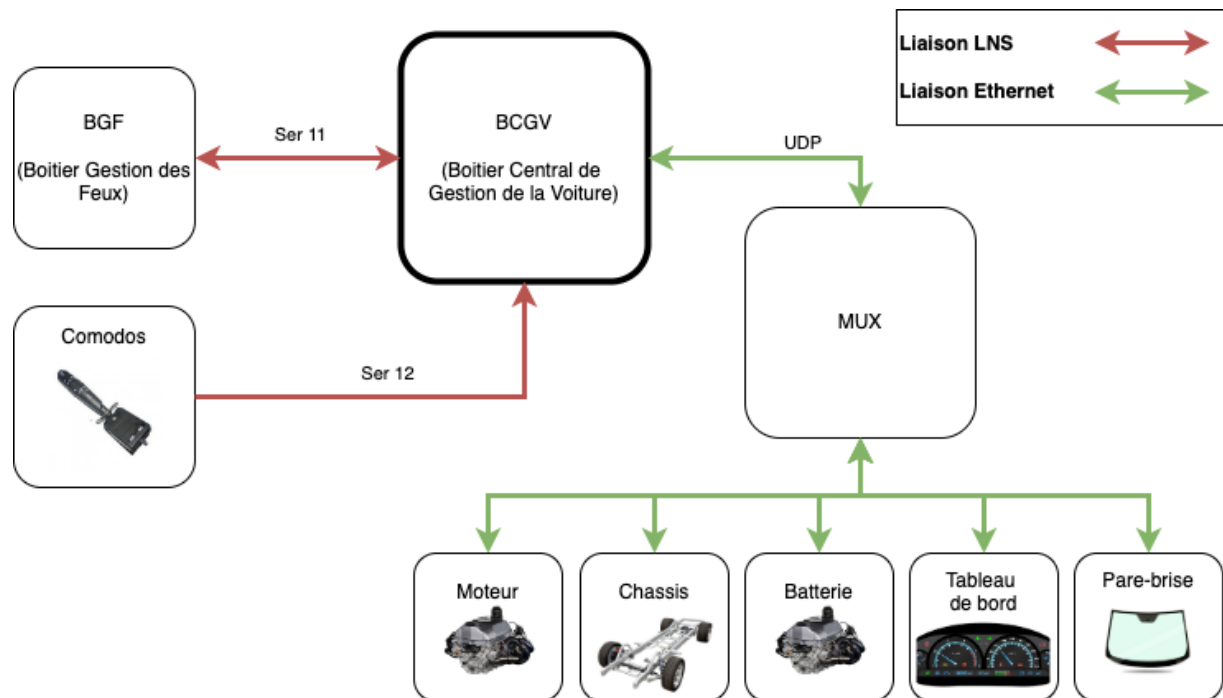 Liaison LNS
Liaison Ethernet
BGF
(Boitier Gestion des
Feux)
Ser 11
BCGV
(Boitier Central de
Gestion de la Voiture)
UDP
MUX
Comodos
Ser 12
Moteur
Chassis
Batterie
Tableau
de bord
Pare-brise